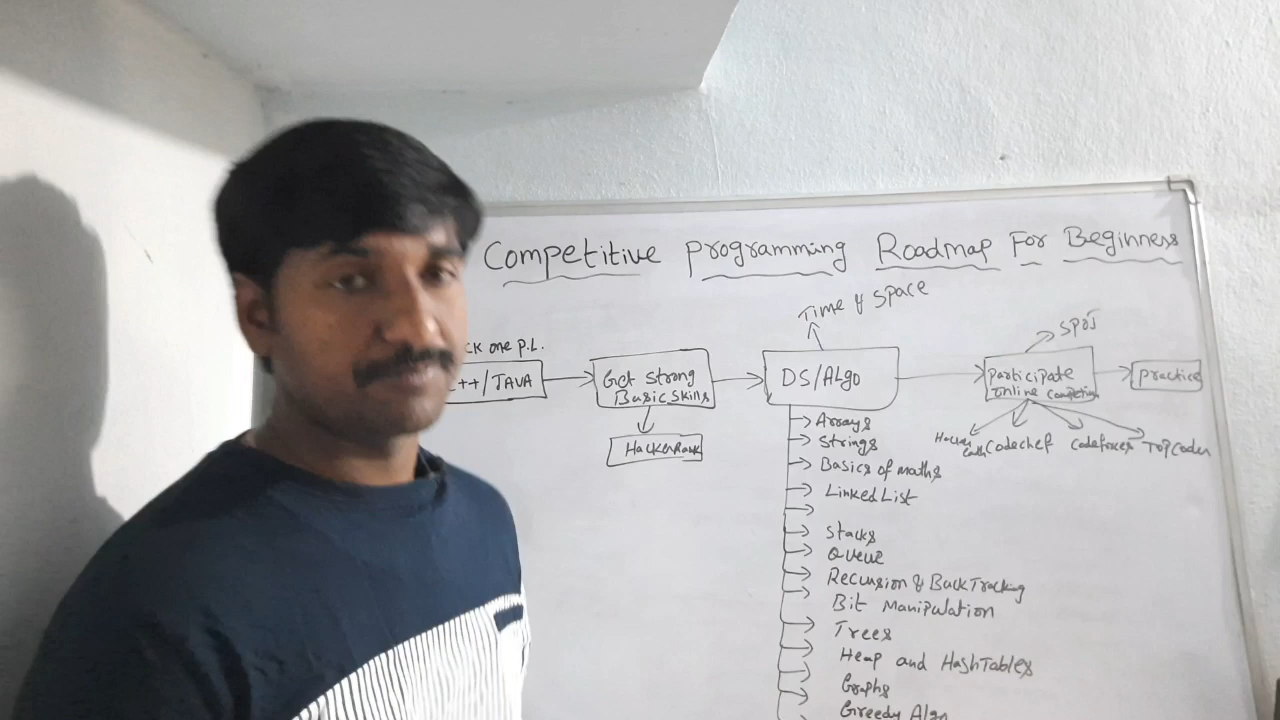 Competitive Programming Roadmap For Beginners
Time & Space
SPOJ
CK one P.L.
C++/JAVA
Get Strong
Basic Skills
HackerRank
DS/Algo
Participate
online
Practice
Codechef
Codeforces
TopCoder
Arrays
Strings
Basics of maths
Linked List
Stacks
Queue
Recursion & BackTracking
Bit Manipulation
Trees
Heap and HashTables
Graphs
Greedy Algo